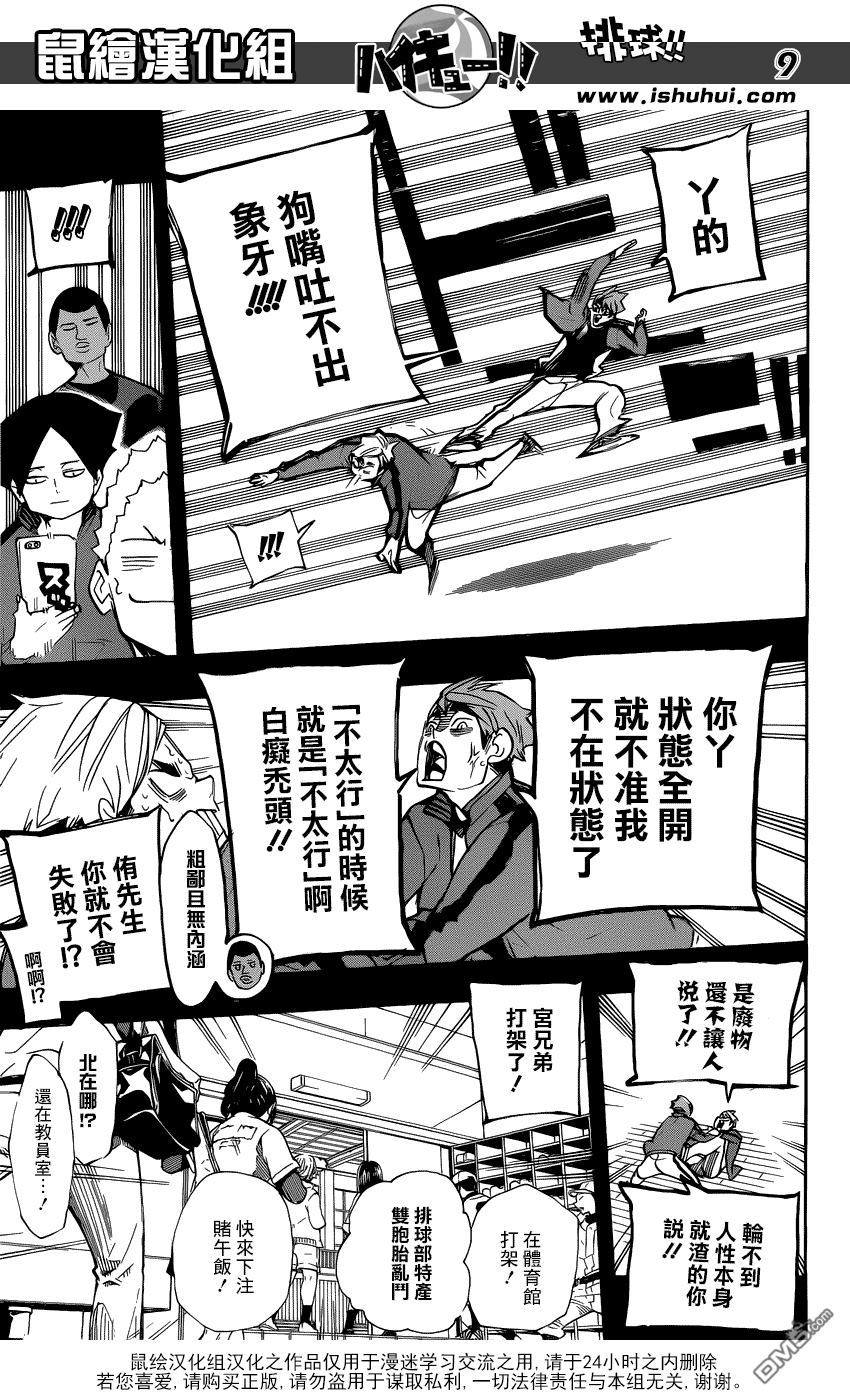 鼠繪漢化組
ハイキュー!!
排球!!
9
www.ishuhui.com
丫的
狗嘴吐不出
象牙!!!!
!!!
!!!
你丫
狀態全開
就不准我
不在狀態了
「不太行」的時候
就是「不太行」啊
白癡禿頭!!
粗鄙且無內涵
侑先生
你就不會
失敗了!?
啊啊!?
是廢物
還不讓人
说了!!
輪不到
人性本身
就渣的你
説!!
宮兄弟
打架了!
在體育館
打架!
排球部特產
雙胞胎亂鬥
快來下注
賭午飯!
北在哪!?
還在教員室…!
鼠绘汉化组汉化之作品仅用于漫迷学习交流之用, 请于24小时之内删除
若您喜爱, 请购买正版, 请勿用于谋取私利, 一切法律责任与本组无关, 谢谢.
DM5.com